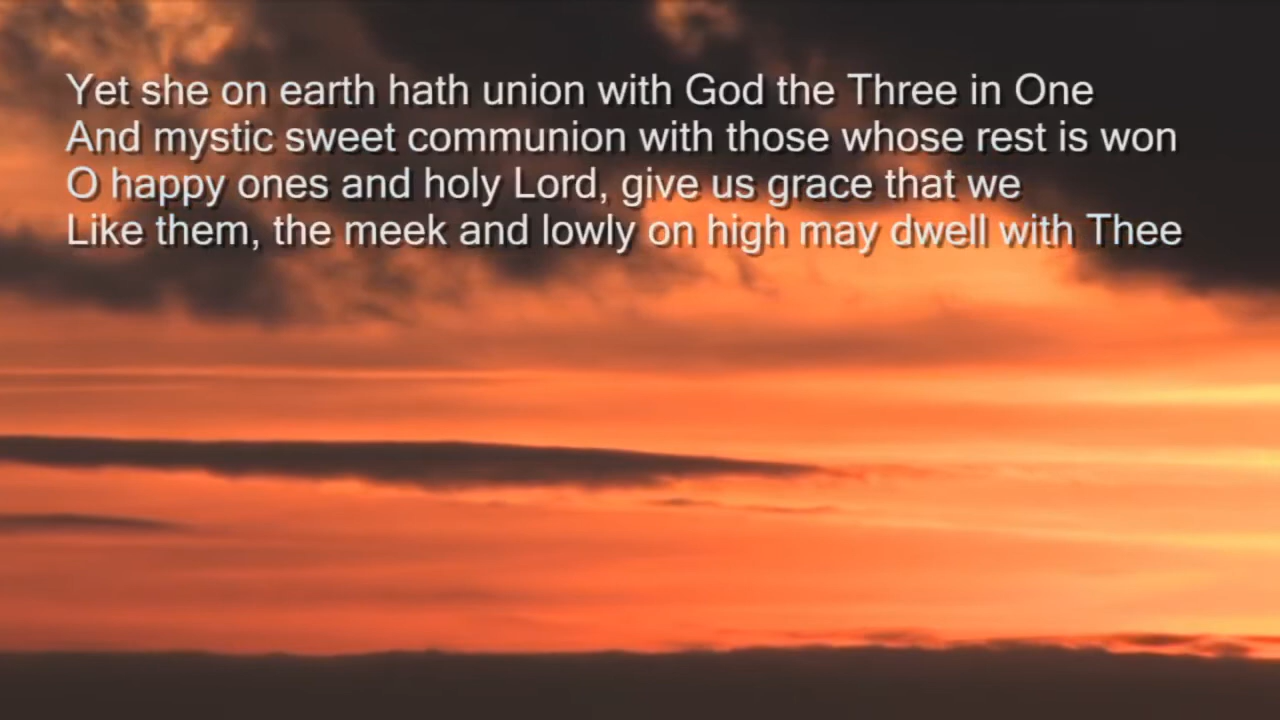 Yet she on earth hath union with God the Three in One
And mystic sweet communion with those whose rest is won
O happy ones and holy Lord, give us grace that we
Like them, the meek and lowly on high may dwell with Thee